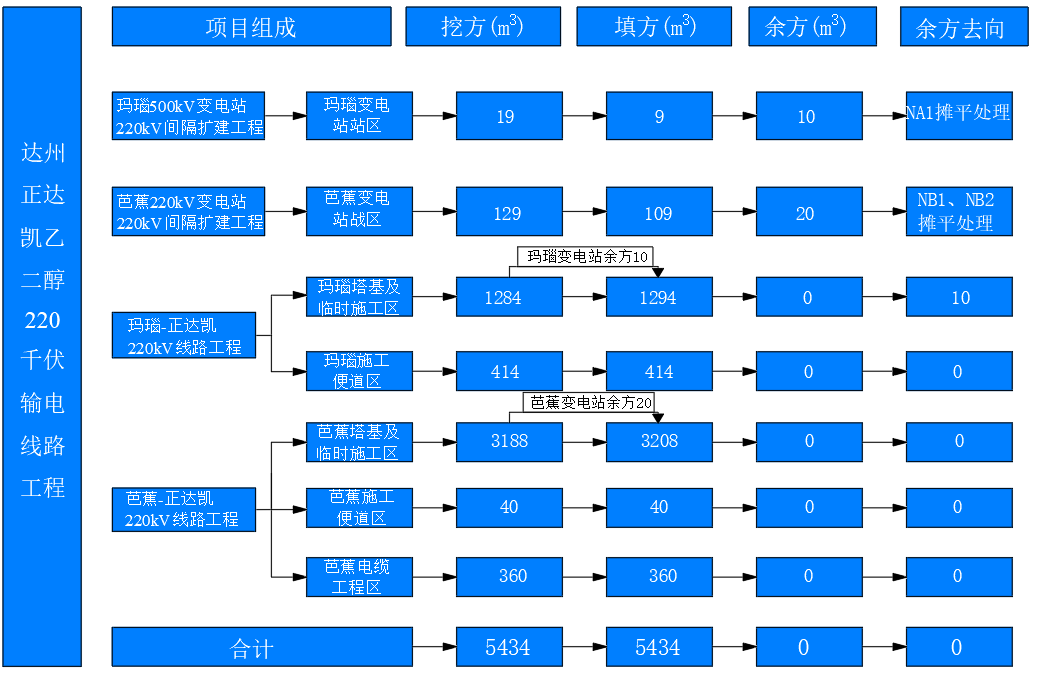 达州
正达
凯乙
二醇
220
千伏
输电
线路
工程
项目组成
挖方(m³)
填方(m³)
余方(m³)
余方去向
玛瑙500kV变电站
220kV间隔扩建工程
玛瑙变电
站站区
19
9
10
NA1摊平处理
芭蕉220kV变电站
220kV间隔扩建工程
芭蕉变电
站战区
129
109
20
NB1、NB2
摊平处理
玛瑙变电站余方10
玛瑙-正达凯
220kV线路工程
玛瑙塔基及
临时施工区
1284
1294
0
10
玛瑙施工
便道区
414
414
0
0
芭蕉变电站余方20
芭蕉-正达凯
220kV线路工程
芭蕉塔基及
临时施工区
3188
3208
0
0
芭蕉施工
便道区
40
40
0
0
芭蕉电缆
工程区
360
360
0
0
合计
5434
5434
0
0